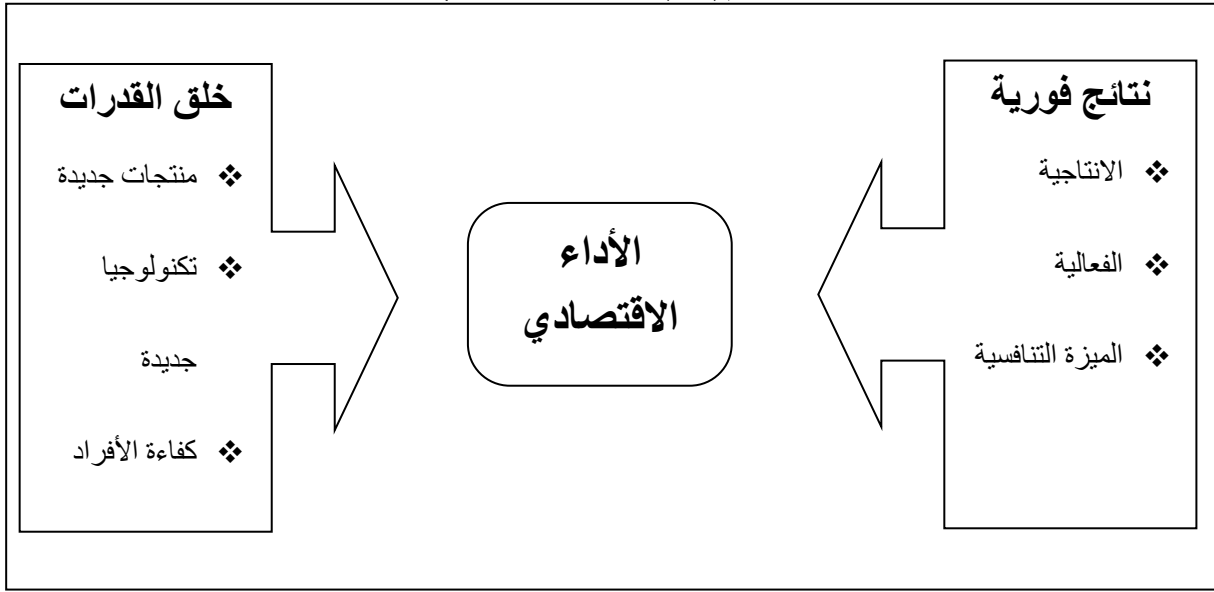 نتائج فورية
❖ الانتاجية
❖ الفعالية
❖ الميزة التنافسية
الأداء
الاقتصادي
خلق القدرات
❖ منتجات جديدة
❖ تكنولوجيا
جديدة
❖ كفاءة الأفراد